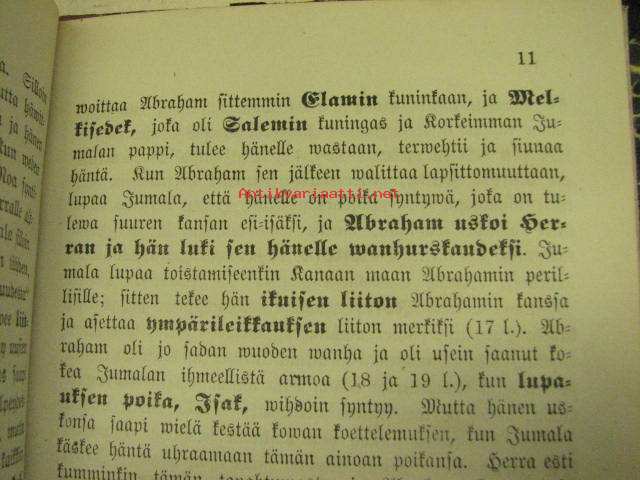 11
woittaa Abraham sittemmin Elamin kuninkaan, ja Mel-
kisedek, joka oli Salemin kuningas ja Korkeimman Ju-
malan pappi, tulee hänelle wastaan, terwehtii ja siunaa
häntä. Kun Abraham sen jälkeen walittaa lapsittomuuttaan,
lupaa Jumala, että hänelle on poika syntywä, joka on tu-
lewa suuren kansan esi-isäksi, ja Abraham uskoi Her-
ran ja hän luki sen hänelle wanhurskaudeksi. Ju-
mala lupaa toistamiseenkin Kanaan maan Abrahamin peril-
lisille; sitten tekee hän ikuisen liiton Abrahamin kanssa
ja asettaa ympärileikkauksen liiton merkiksi (17 l.). Ab-
raham oli jo sadan wuoden wanha ja oli usein saanut ko-
kea Jumalan ihmeellistä armoa (18 ja 19 l.), kun lupa-
uksen poika, Isak, wihdoin syntyy. Mutta hänen us-
konsa saapi wielä kestää kowan koettelemuksen, kun Jumala
käskee häntä uhraamaan tämän ainoan poikansa. Herra esti
kumminkin tämän
Antikvariaatti.net